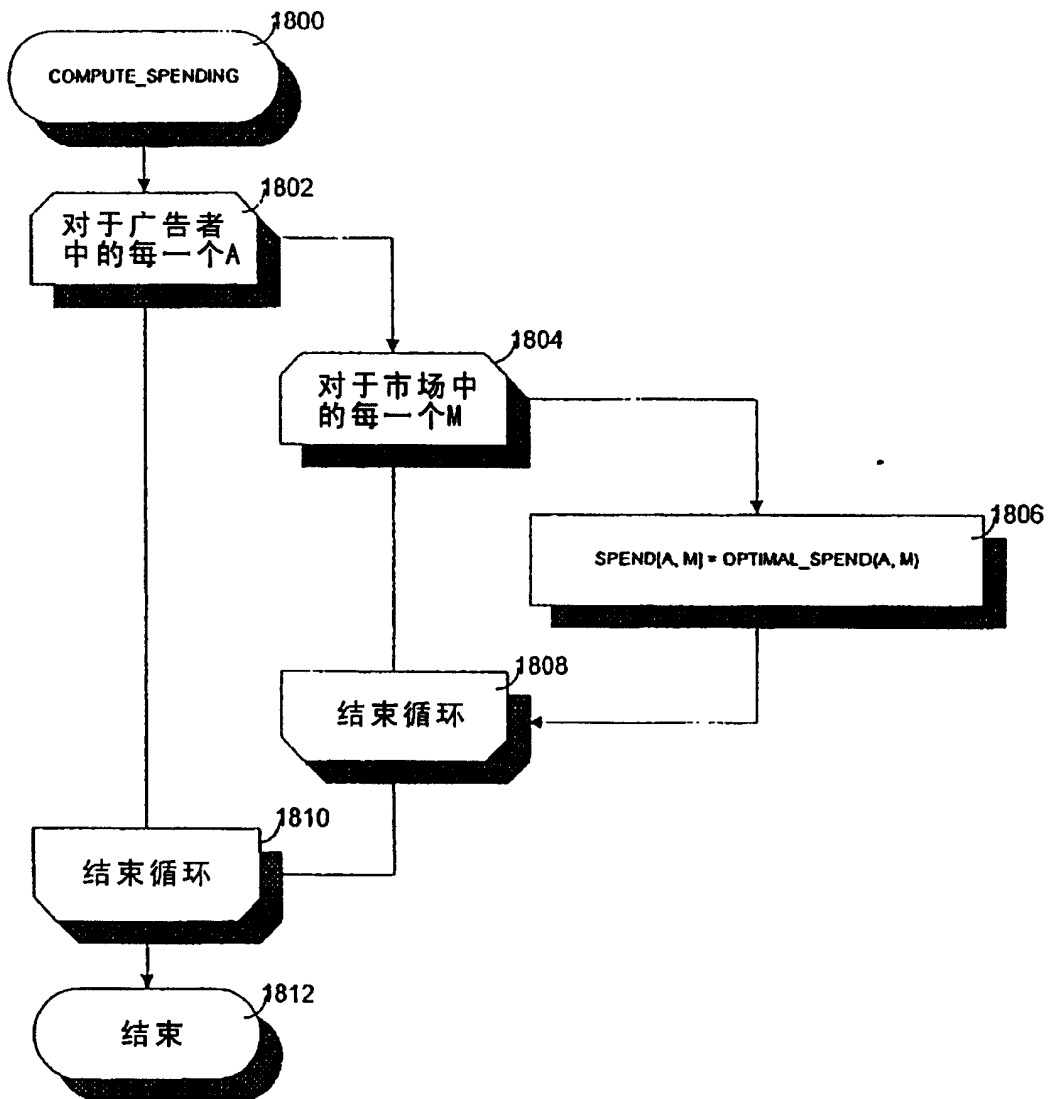 1800
COMPUTE_SPENDING
1802
对于广告者
中的每一个A
1804
对于市场中
的每一个M
1806
SPEND[A, M] = OPTIMAL_SPEND(A, M)
1808
结束循环
1810
结束循环
1812
结束